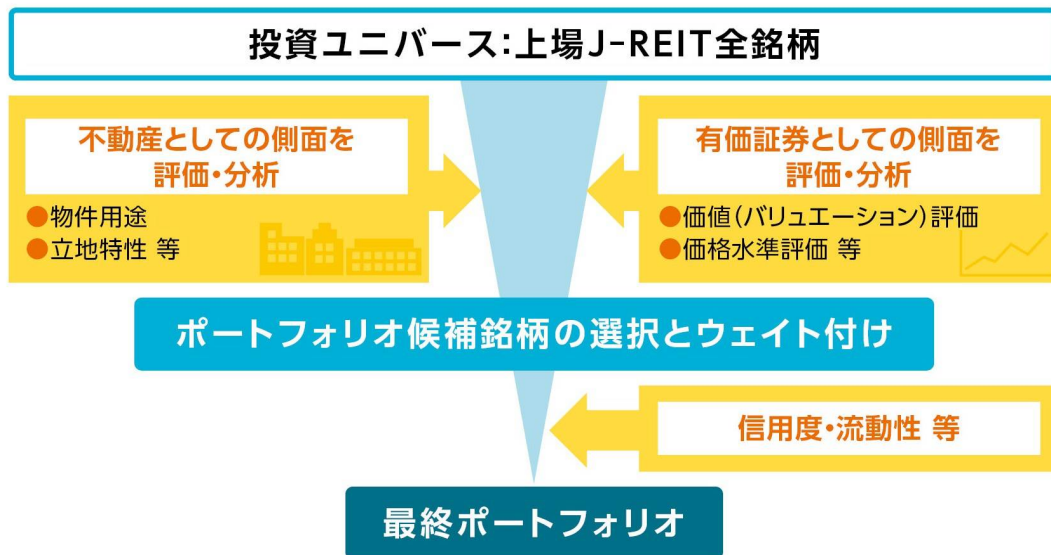 投資ユニバース：上場J-REIT全銘柄
不動産としての側面を
評価・分析
●物件用途
●立地特性 等
有価証券としての側面を
評価・分析
●価値（バリュエーション）評価
●価格水準評価 等
ポートフォリオ候補銘柄の選択とウェイト付け
信用度・流動性 等
最終ポートフォリオ